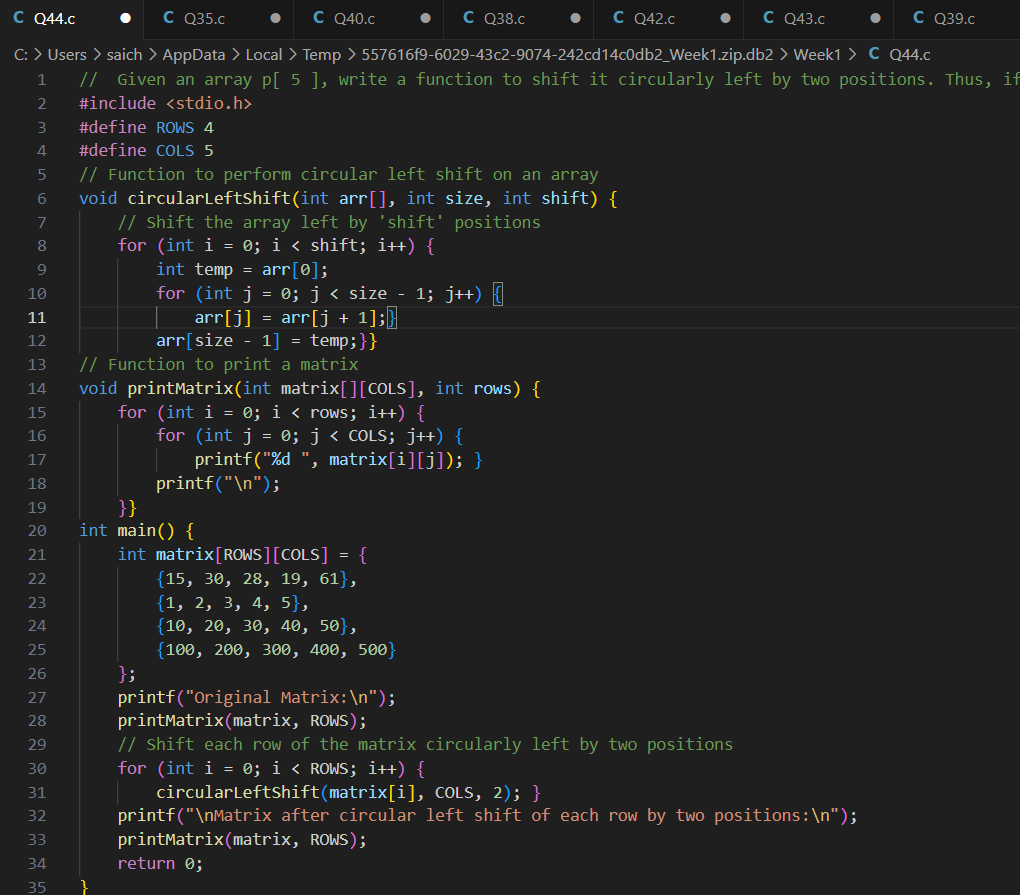 C Q44.c ● C Q35.c ● C Q40.c ● C Q38.c ● C Q42.c ● C Q43.c ● C Q39.c
C: > Users > saich > AppData > Local > Temp > 557616f9-6029-43c2-9074-242cd14c0db2_Week1.zip.db2 > Week1 > C Q44.c
1 //  Given an array p[ 5 ], write a function to shift it circularly left by two positions. Thus, if
2 #include <stdio.h>
3 #define ROWS 4
4 #define COLS 5
5 // Function to perform circular left shift on an array
6 void circularLeftShift(int arr[], int size, int shift) {
7     // Shift the array left by 'shift' positions
8     for (int i = 0; i < shift; i++) {
9         int temp = arr[0];
10         for (int j = 0; j < size - 1; j++) {
11             arr[j] = arr[j + 1];}
12         arr[size - 1] = temp;}}
13 // Function to print a matrix
14 void printMatrix(int matrix[][COLS], int rows) {
15     for (int i = 0; i < rows; i++) {
16         for (int j = 0; j < COLS; j++) {
17             printf("%d ", matrix[i][j]); }
18         printf("\n");
19     }}
20 int main() {
21     int matrix[ROWS][COLS] = {
22         {15, 30, 28, 19, 61},
23         {1, 2, 3, 4, 5},
24         {10, 20, 30, 40, 50},
25         {100, 200, 300, 400, 500}
26     };
27     printf("Original Matrix:\n");
28     printMatrix(matrix, ROWS);
29     // Shift each row of the matrix circularly left by two positions
30     for (int i = 0; i < ROWS; i++) {
31         circularLeftShift(matrix[i], COLS, 2); }
32     printf("\nMatrix after circular left shift of each row by two positions:\n");
33     printMatrix(matrix, ROWS);
34     return 0;
35 }